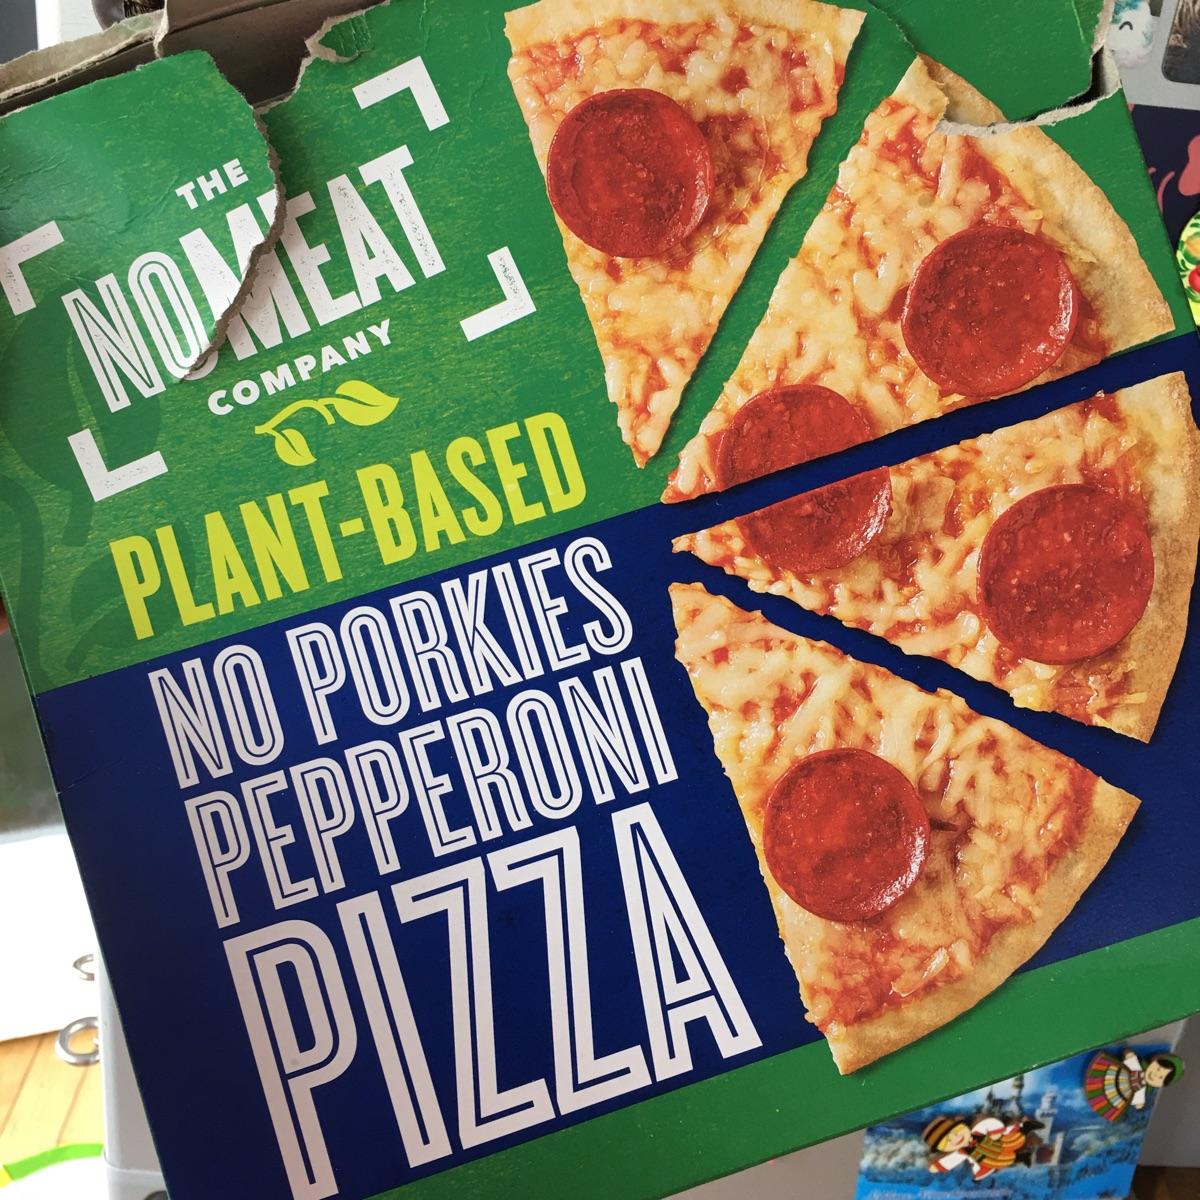 THE
NO MEAT
COMPANY
PLANT-BASED
NO PORKIES
PEPPERONI
PIZZA